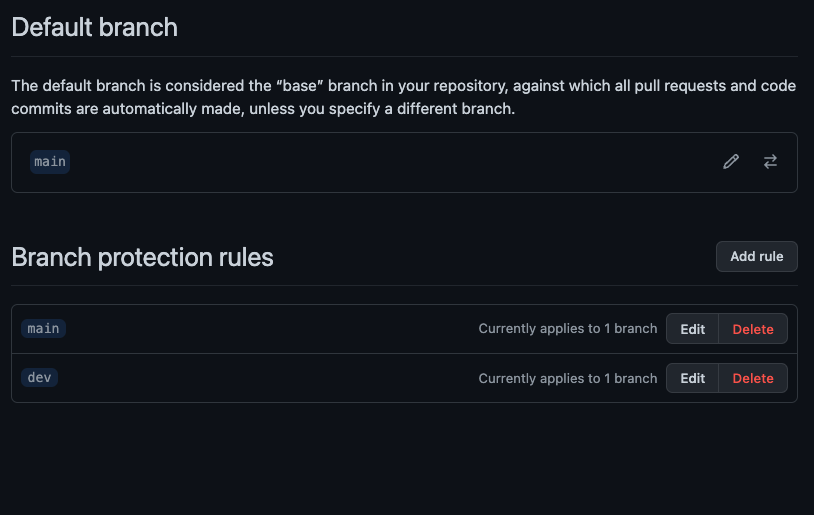 Default branch
The default branch is considered the “base” branch in your repository, against which all pull requests and code
commits are automatically made, unless you specify a different branch.
main
Branch protection rules
Add rule
main
Currently applies to 1 branch
Edit
Delete
dev
Currently applies to 1 branch
Edit
Delete